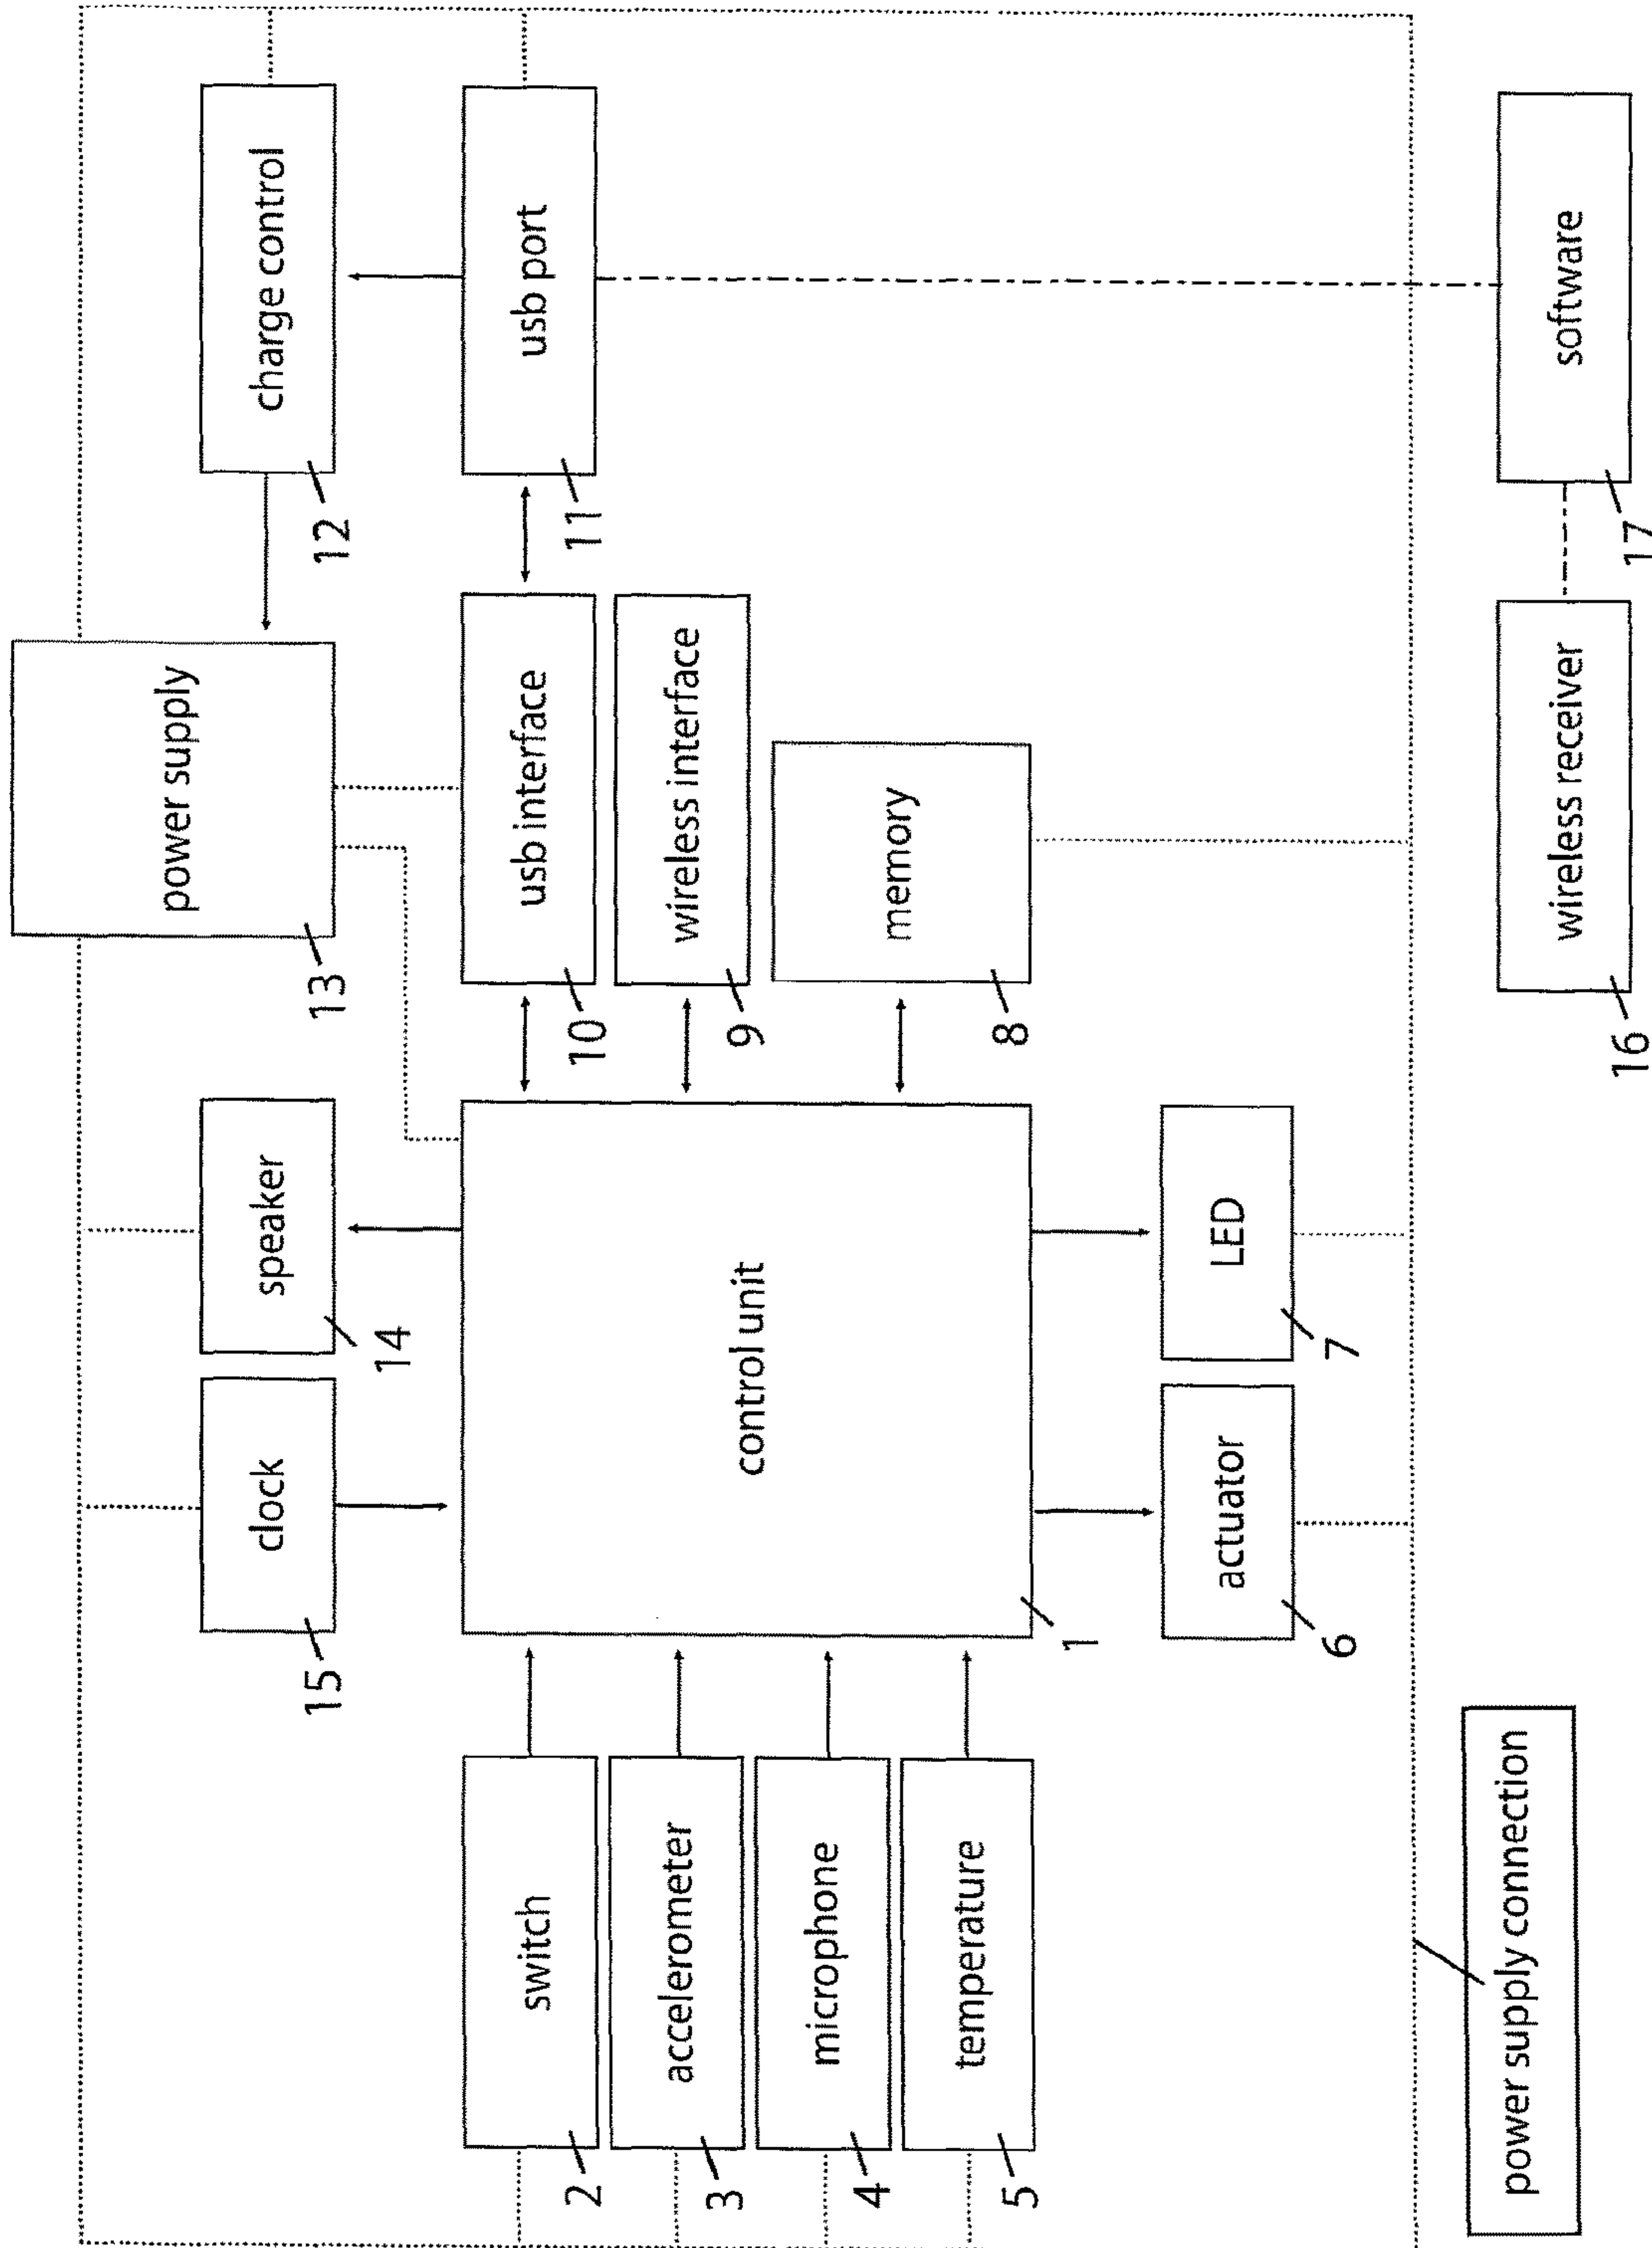 switch
2
accelerometer
3
microphone
4
temperature
5
clock
15
speaker
14
control unit
1
actuator
6
LED
7
power supply
13
usb interface
10
wireless interface
9
memory
8
charge control
12
usb port
11
wireless receiver
16
software
17
power supply connection